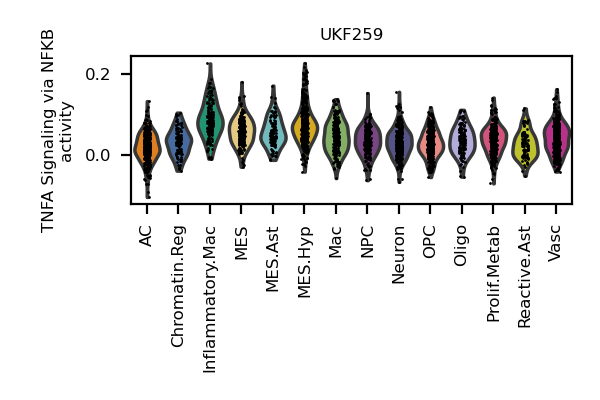 UKF259
TNFA Signaling via NFKB
activity
0.2
0.0
AC
Chromatin.Reg
Inflammatory.Mac
MES
MES.Ast
MES.Hyp
Mac
NPC
Neuron
OPC
Oligo
Prolif.Metab
Reactive.Ast
Vasc